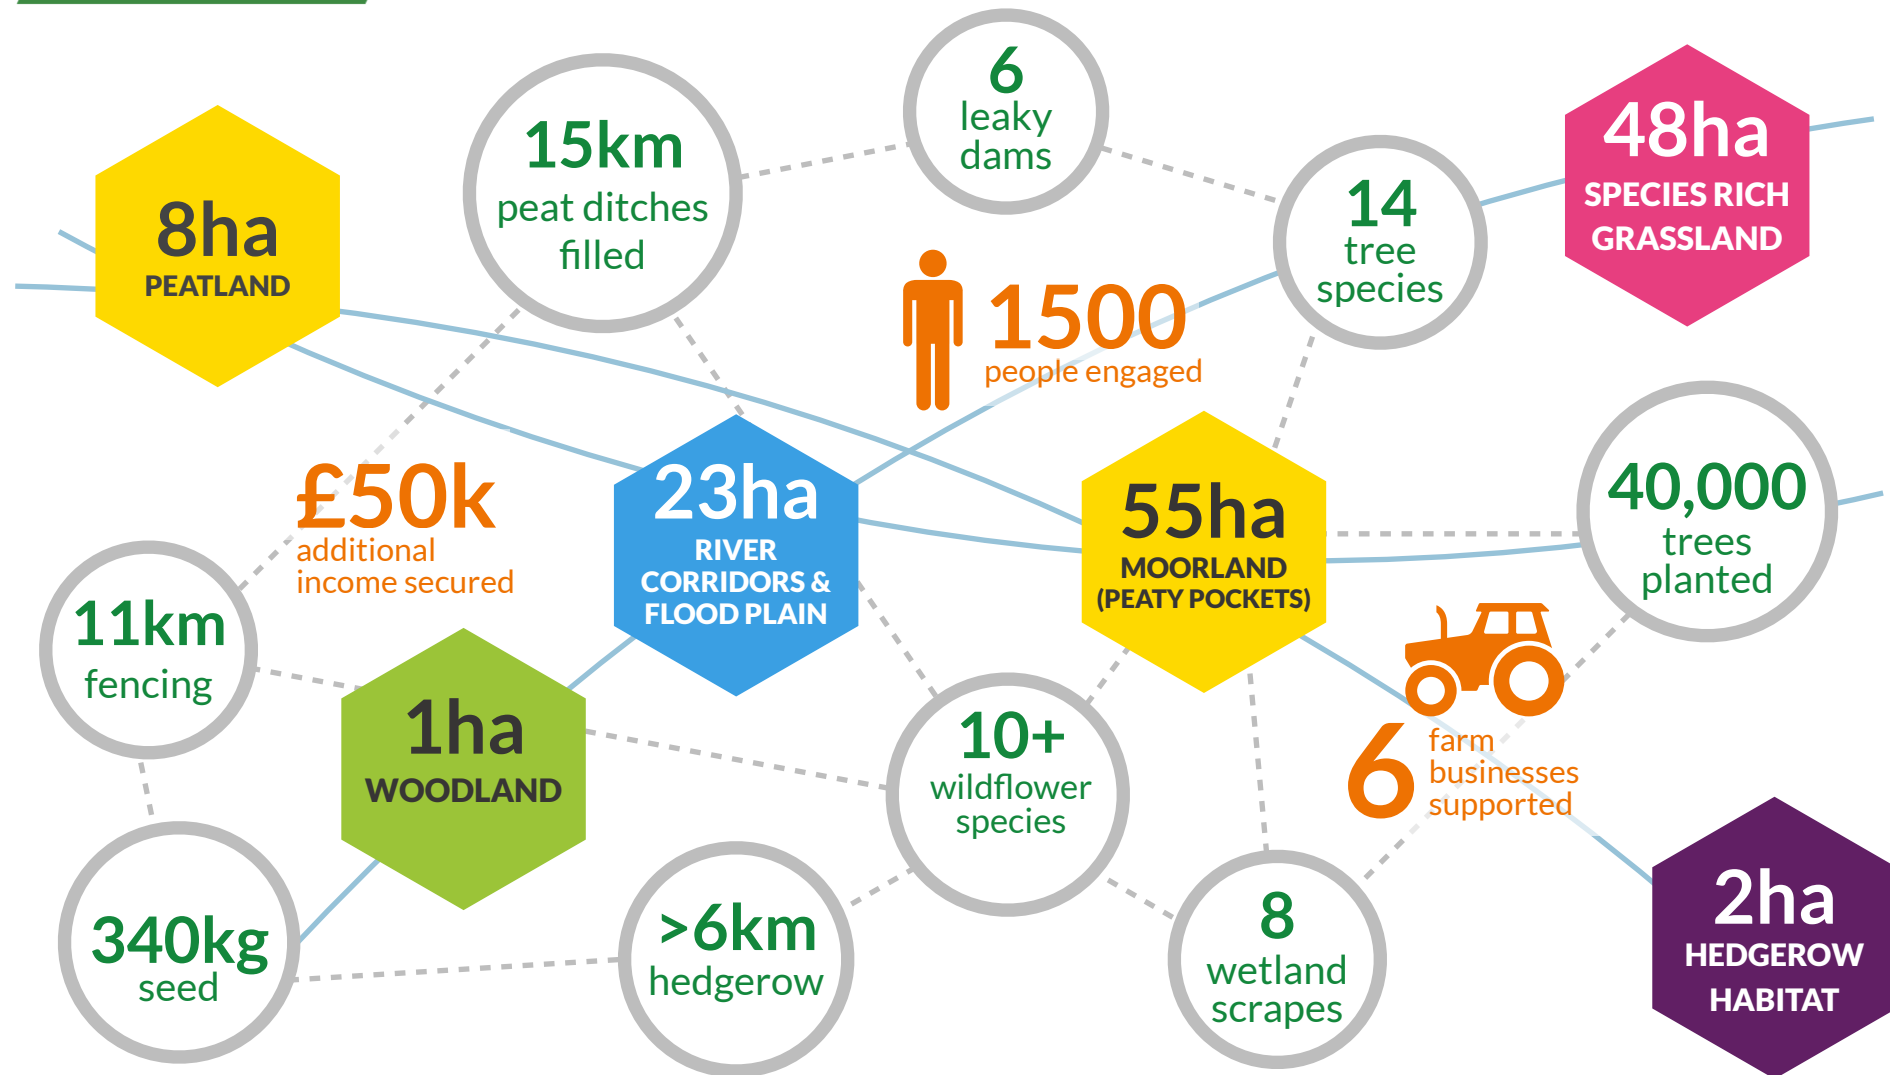 6
leaky
dams
15km
peat ditches
filled
48ha
SPECIES RICH
GRASSLAND
14
tree
species
8ha
PEATLAND
1500
people engaged
£50k
additional
income secured
23ha
RIVER
CORRIDORS &
FLOOD PLAIN
55ha
MOORLAND
(PEATY POCKETS)
40,000
trees
planted
11km
fencing
1ha
WOODLAND
10+
wildflower
species
6
farm
businesses
supported
340kg
seed
>6km
hedgerow
8
wetland
scrapes
2ha
HEDGEROW
HABITAT